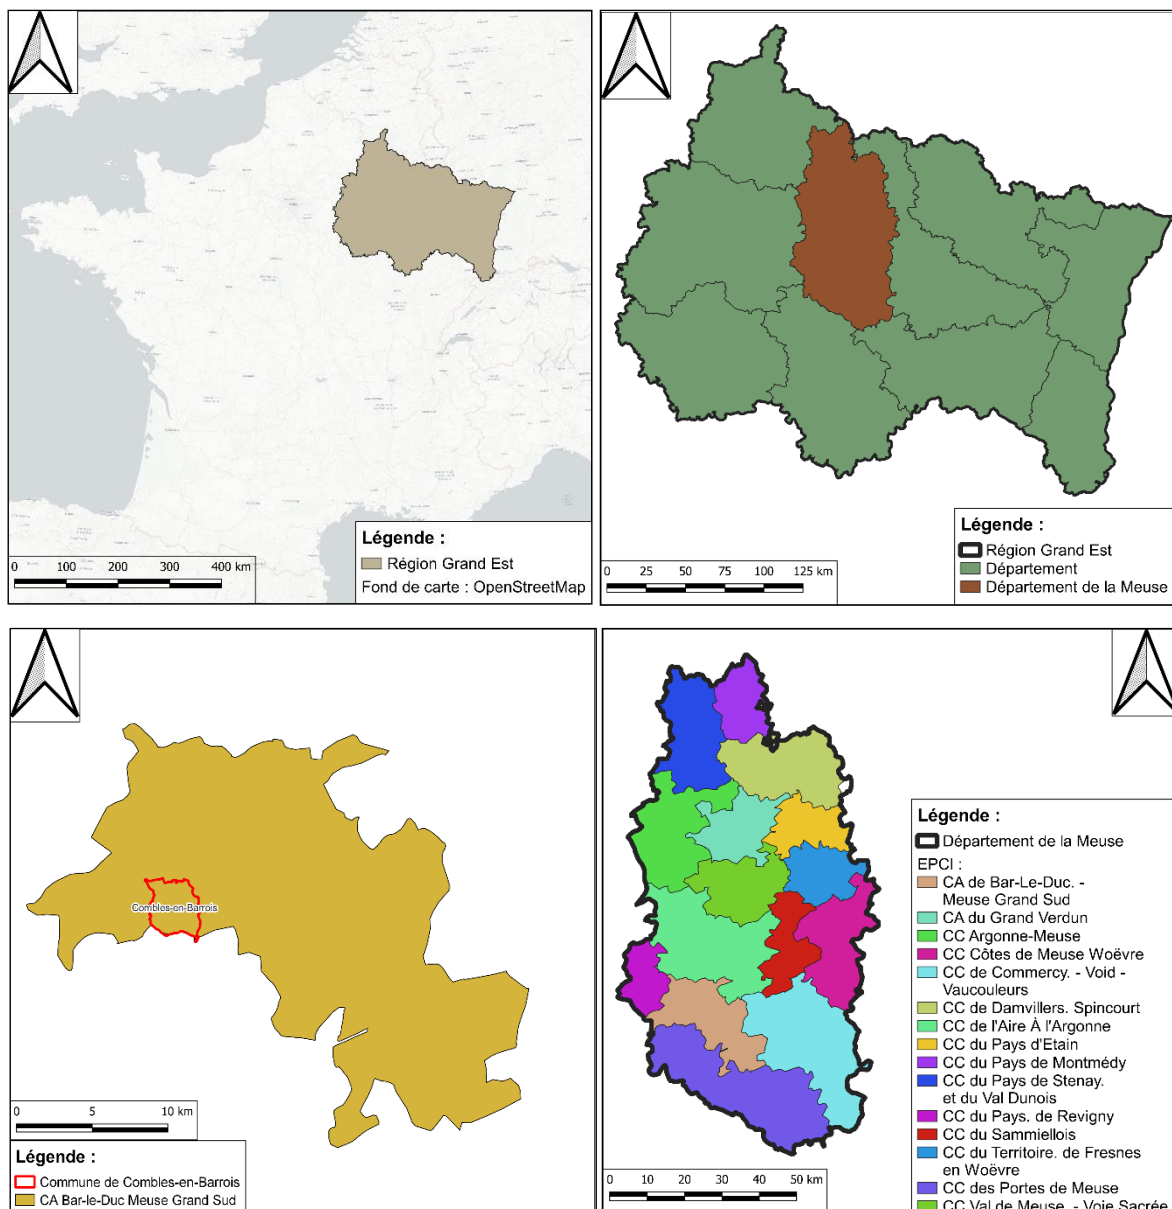 Légende :
Région Grand Est
Fond de carte : OpenStreetMap
0 100 200 300 400 km
Légende :
Région Grand Est
Département
Département de la Meuse
0 25 50 75 100 125 km
Combles-en-Barrois
0 5 10 km
Légende :
Commune de Combles-en-Barrois
CA Bar-le-Duc Meuse Grand Sud
Légende :
Département de la Meuse
EPCI :
CA de Bar-Le-Duc. -
Meuse Grand Sud
CA du Grand Verdun
CC Argonne-Meuse
CC Côtes de Meuse Woëvre
CC de Commercy. - Void -
Vaucouleurs
CC de Damvillers. Spincourt
CC de l'Aire À l'Argonne
CC du Pays d'Etain
CC du Pays de Montmédy
CC du Pays de Stenay.
et du Val Dunois
CC du Pays. de Revigny
CC du Sammiellois
CC du Territoire. de Fresnes
en Woëvre
CC des Portes de Meuse
CC Val de Meuse. - Voie Sacrée
0 10 20 30 40 50 km